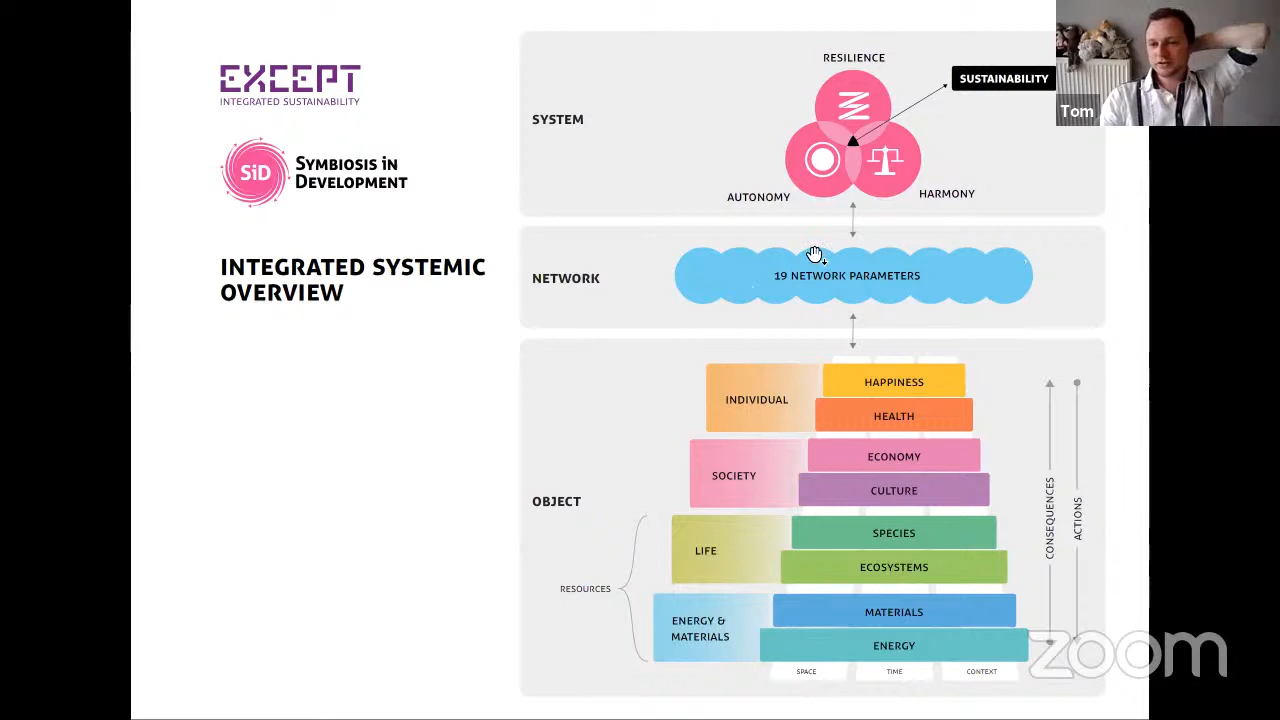 EXCEPT
INTEGRATED SUSTAINABILITY
SiD
SYMBIOSIS iN
DEVELOPMENT
INTEGRATED SYSTEMIC
OVERVIEW
SYSTEM
RESILIENCE
SUSTAINABILITY
AUTONOMY
HARMONY
Tom
NETWORK
19 NETWORK PARAMETERS
OBJECT
INDIVIDUAL
HAPPINESS
HEALTH
SOCIETY
ECONOMY
CULTURE
LIFE
SPECIES
ECOSYSTEMS
RESOURCES
ENERGY &
MATERIALS
MATERIALS
ENERGY
SPACE
TIME
CONTEXT
CONSEQUENCES
ACTIONS
zoom